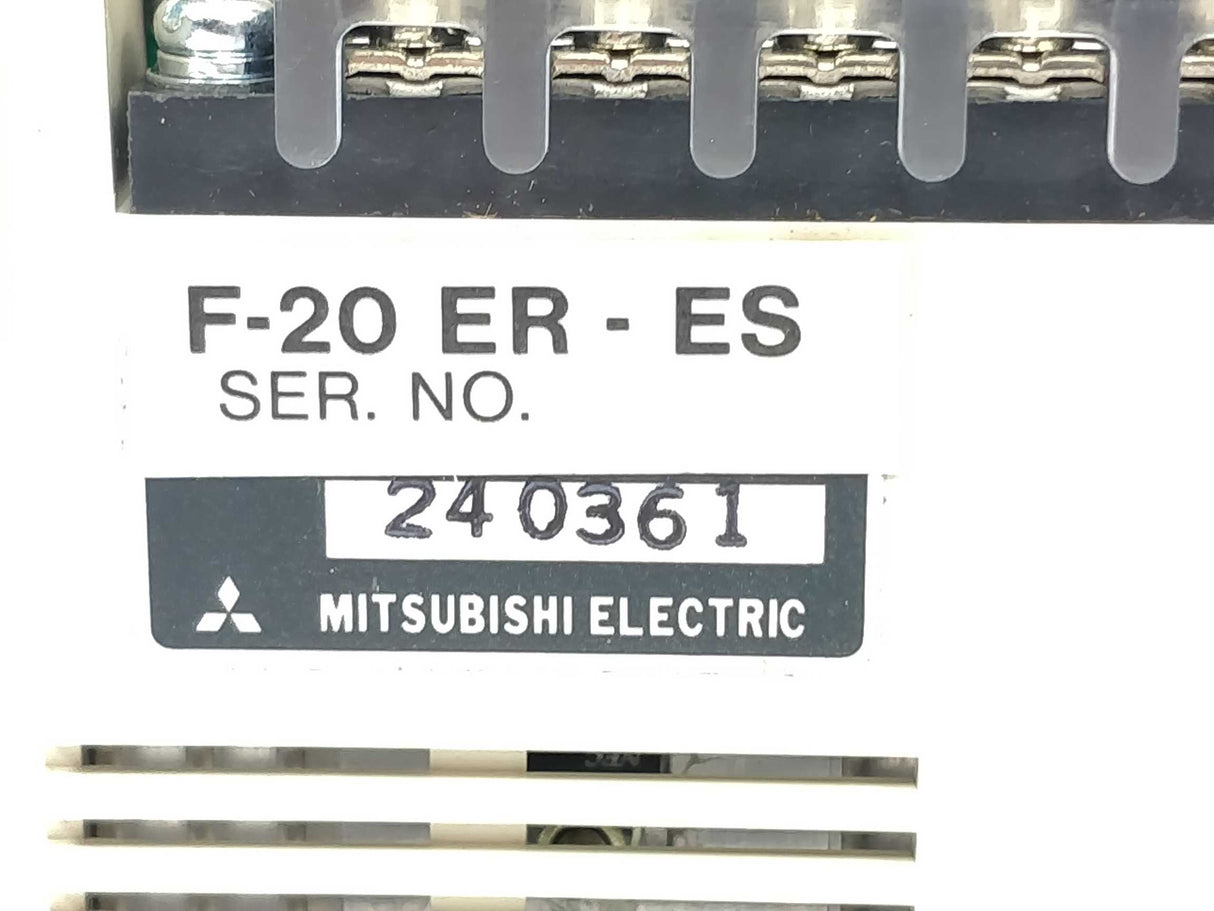 F-20 ER - ES
SER. NO.
240361
MITSUBISHI ELECTRIC